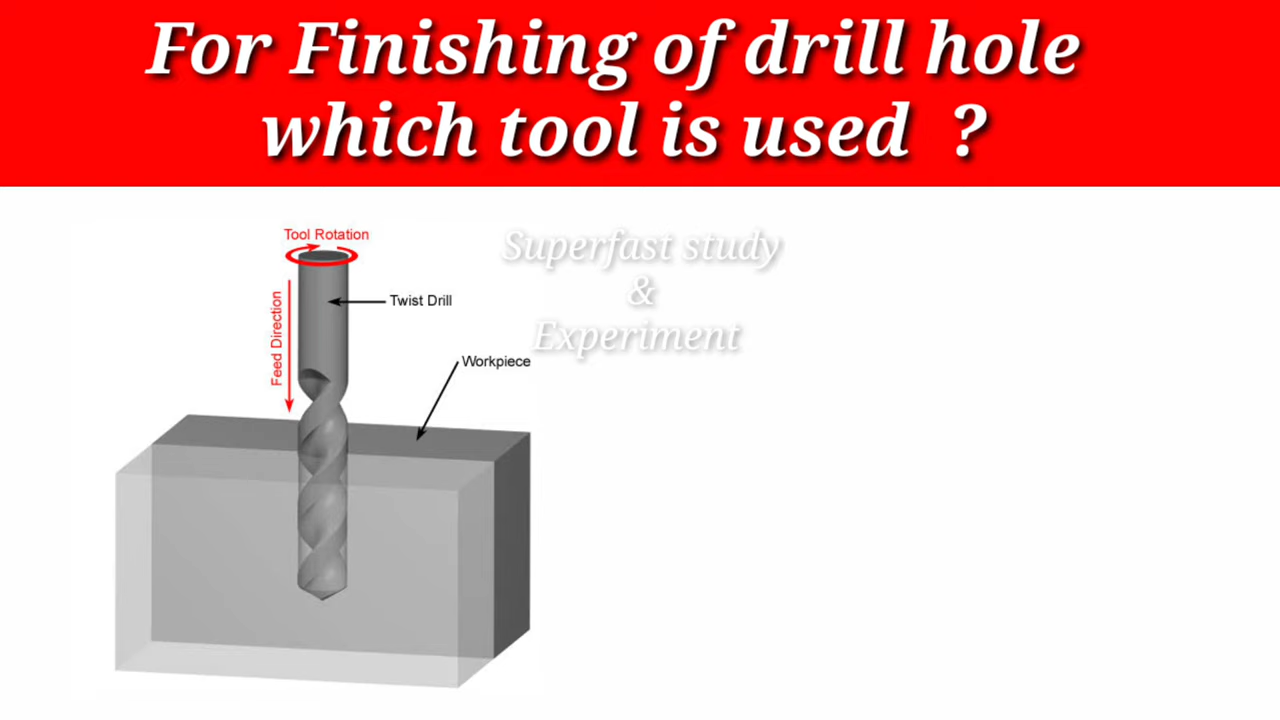 For Finishing of drill hole
which tool is used ?
Superfast study
&
Experiment
Tool Rotation
Feed Direction
Twist Drill
Workpiece